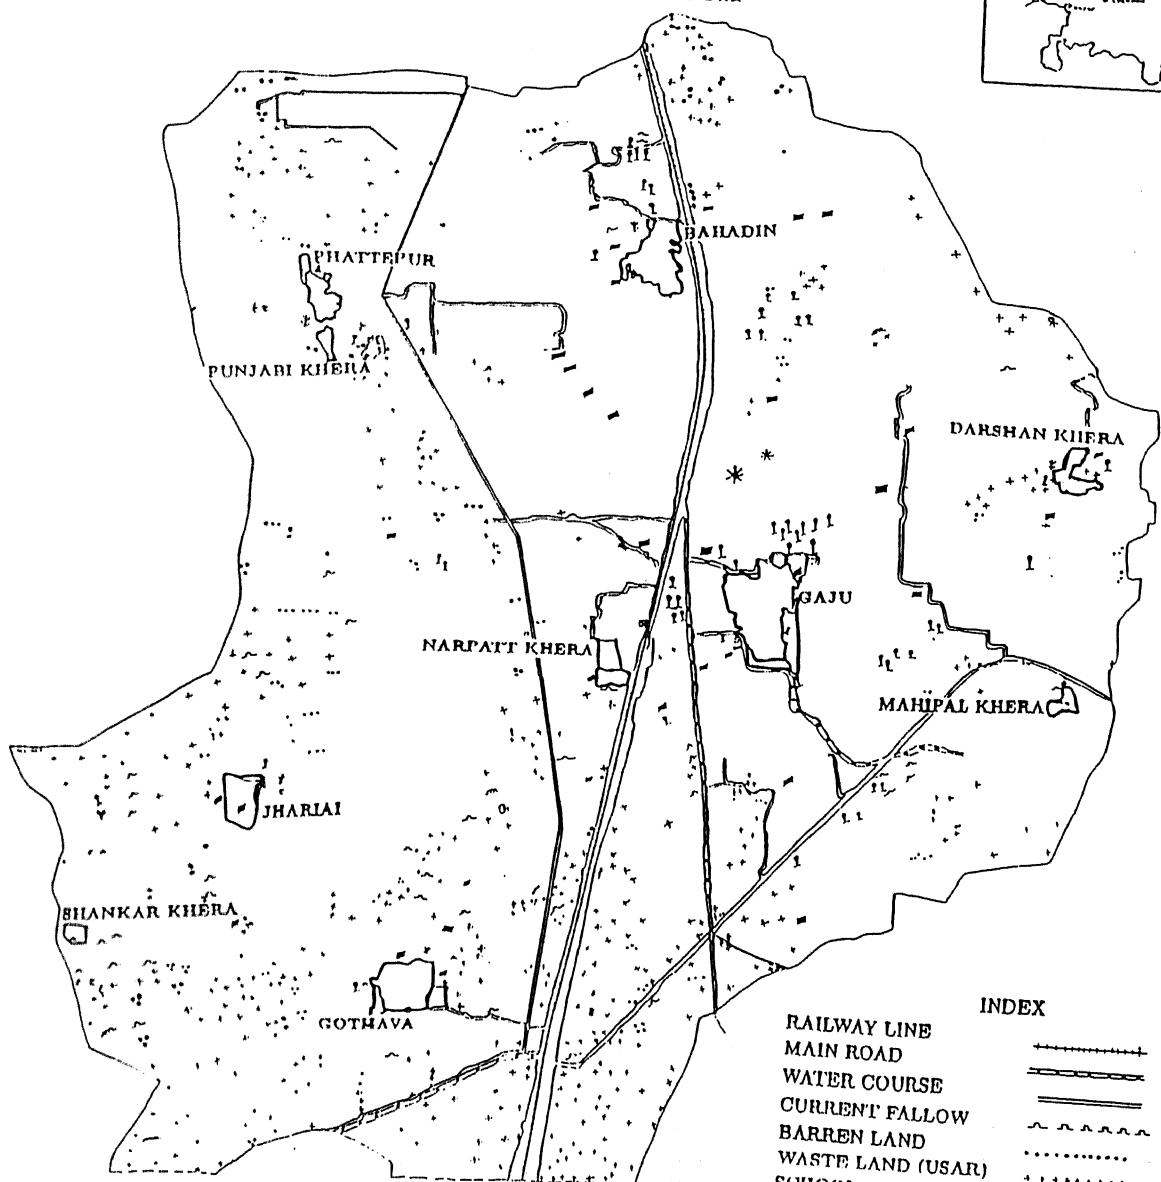 BAHADIN
PHATTEPUR
PUNJABI KHERA
DARSHAN KHERA
GAJU
NARPATT KHERA
MAHIPAL KHERA
JHARIAI
SHANKAR KHERA
GOTHAVA
INDEX
RAILWAY LINE
MAIN ROAD
WATER COURSE
CURRENT FALLOW
BARREN LAND
WASTE LAND (USAR)